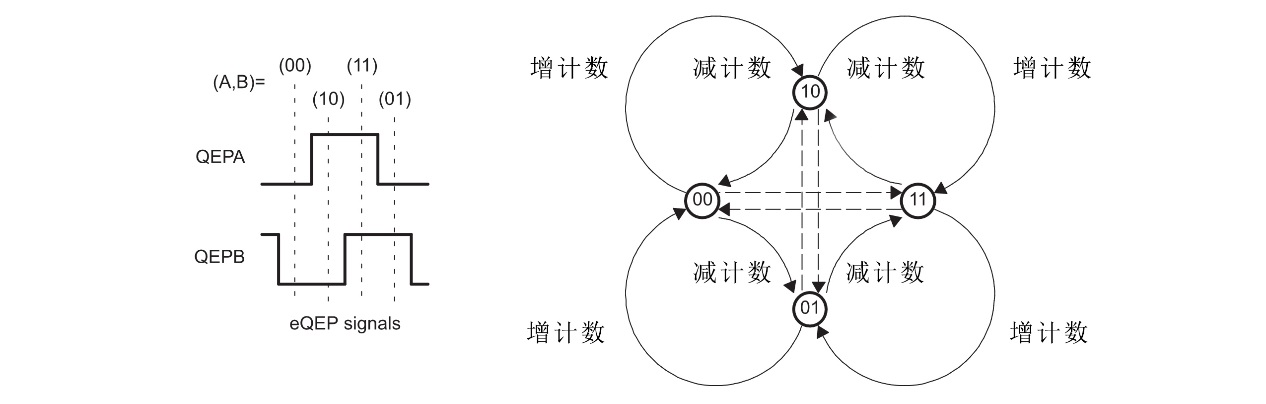 (00) (11)
(A,B)=
(10) (01)
QEPA
QEPB
eQEP signals
增计数 减计数 减计数 增计数
10
00 11
减计数 减计数
01
增计数 增计数